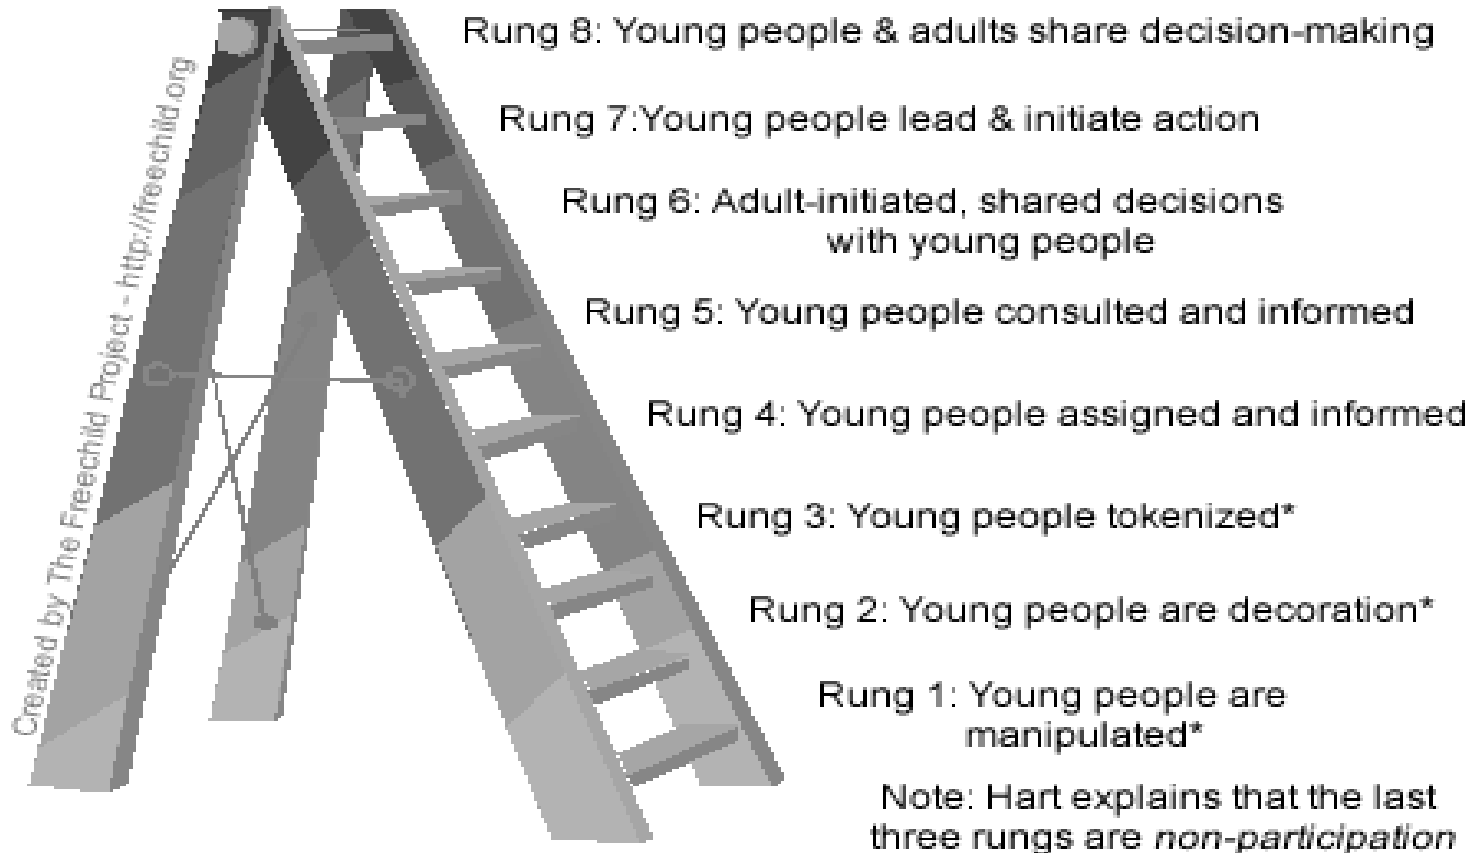 Rung 8: Young people & adults share decision-making
Rung 7:Young people lead & initiate action
Rung 6: Adult-initiated, shared decisions
with young people
Rung 5: Young people consulted and informed
Rung 4: Young people assigned and informed
Rung 3: Young people tokenized*
Rung 2: Young people are decoration*
Rung 1: Young people are
manipulated*
Note: Hart explains that the last
three rungs are non-participation
Created by The Freechild Project - http://freechild.org